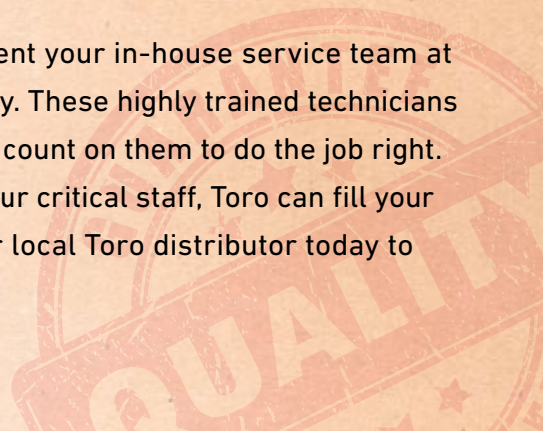 ent your in-house service team at
y. These highly trained technicians
count on them to do the job right.
ur critical staff, Toro can fill your
r local Toro distributor today to
GUARANTEE
QUALITY